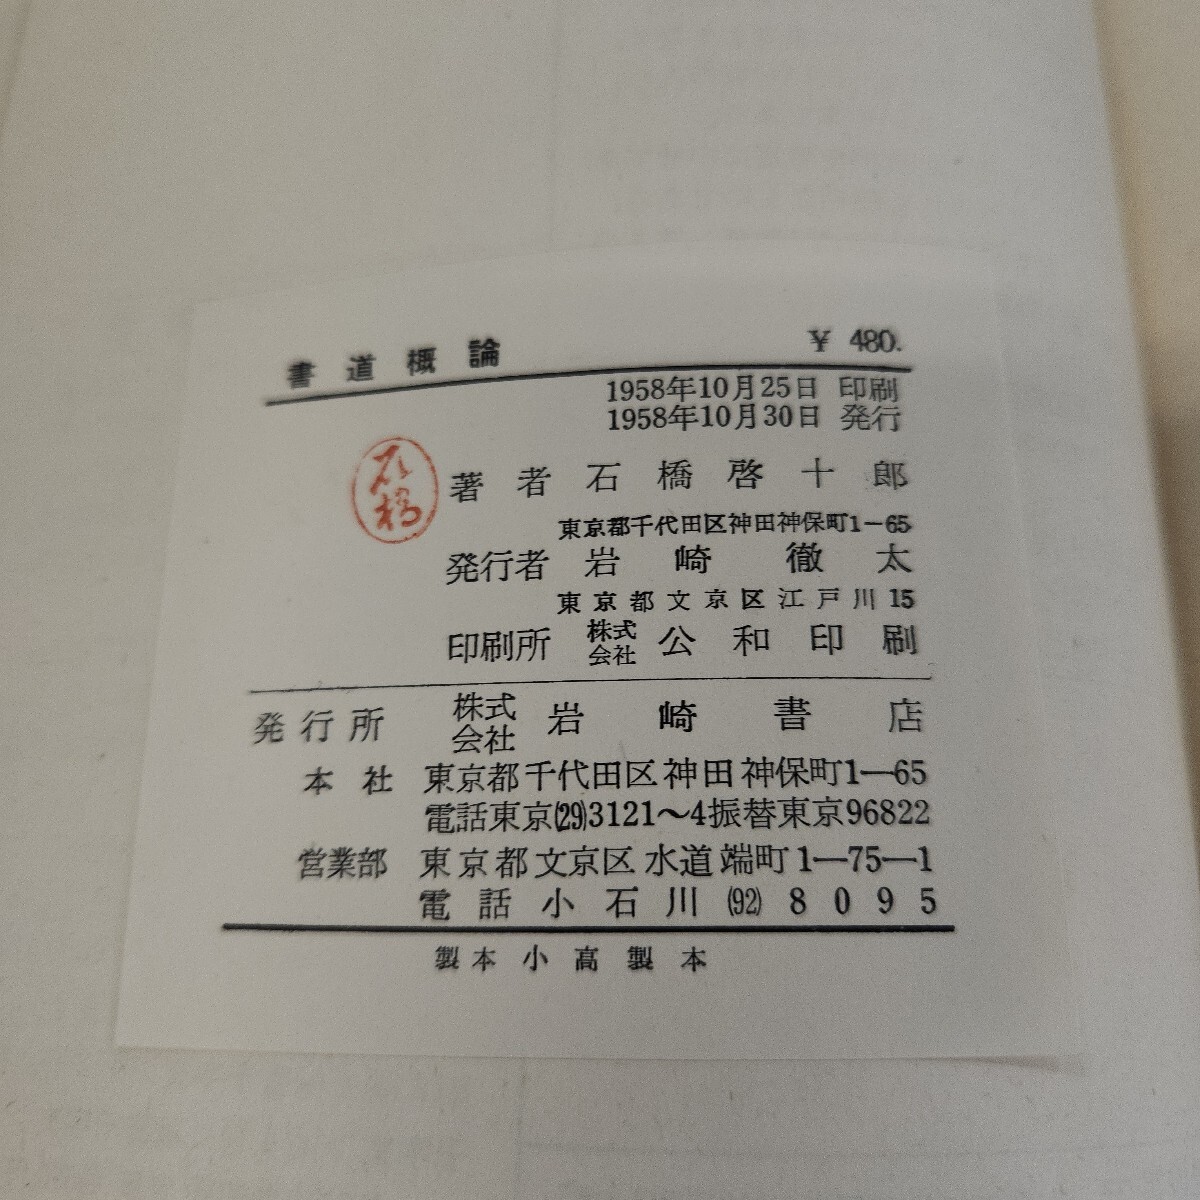 書道概論 ¥ 480.
1958年10月25日 印刷
1958年10月30日 発行
石橋
著者 石橋啓十郎
東京都千代田区神田神保町1−65
発行者 岩崎徹太
東京都文京区江戸川15
印刷所 株式会社 公和印刷
発行所 株式会社 岩崎書店
本社 東京都千代田区神田神保町1—65
電話東京(29)3121〜4振替東京96822
営業部 東京都文京区水道端町1—75—1
電話小石川(92)8095
製本 小高製本